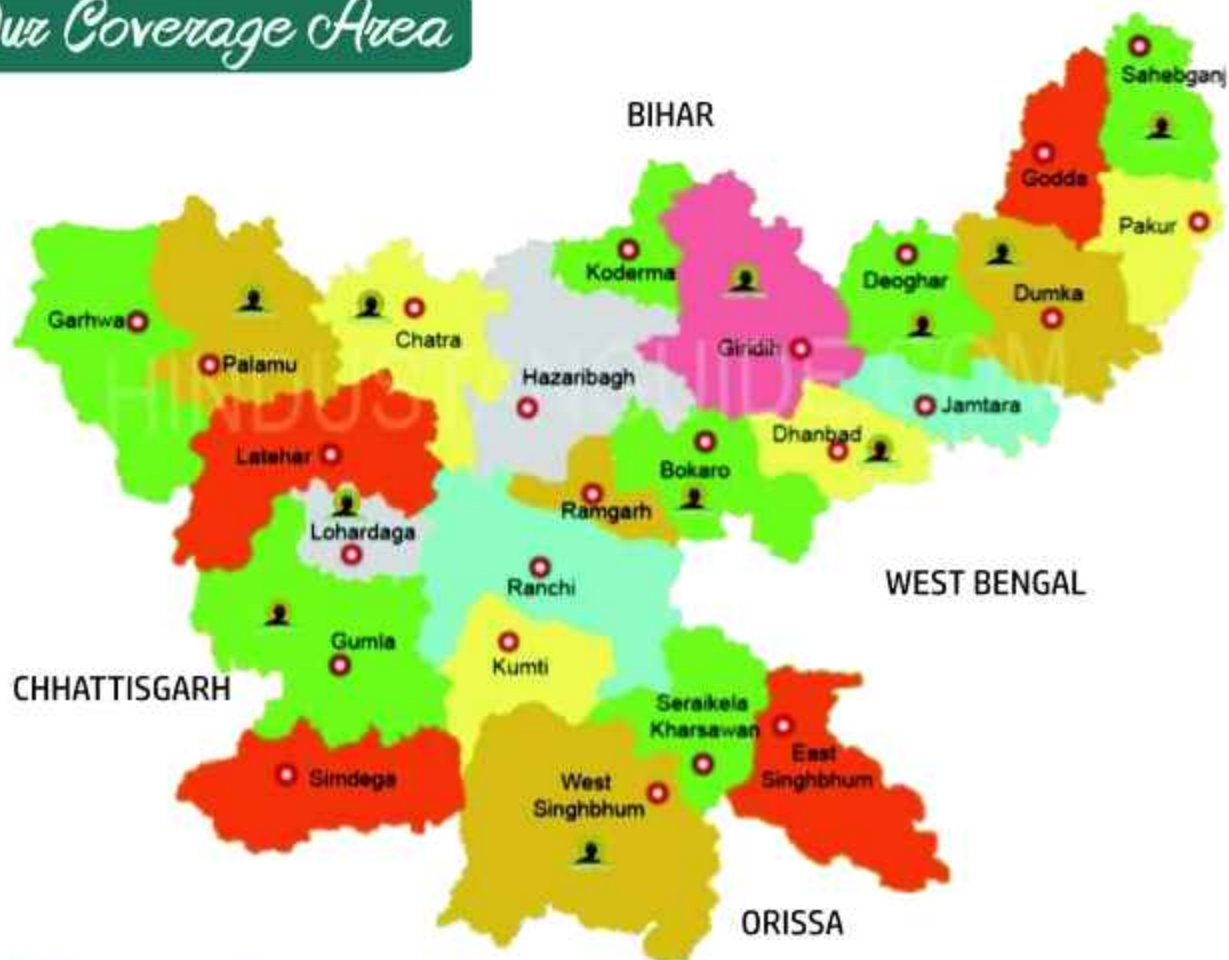 ur Coverage Area
BIHAR
Sahebganj
Godda
Pakur
Koderma
Deoghar
Dumka
Garhwa
Chatra
Palamu
Giridih
Hazaribagh
Jamtara
Dhanbad
Latehar
Bokaro
Ramgarh
Lohardaga
Ranchi
WEST BENGAL
Gumla
Kumti
CHHATTISGARH
Seraikela
Kharsawan
East
Singhbhum
Simdega
West
Singhbhum
ORISSA